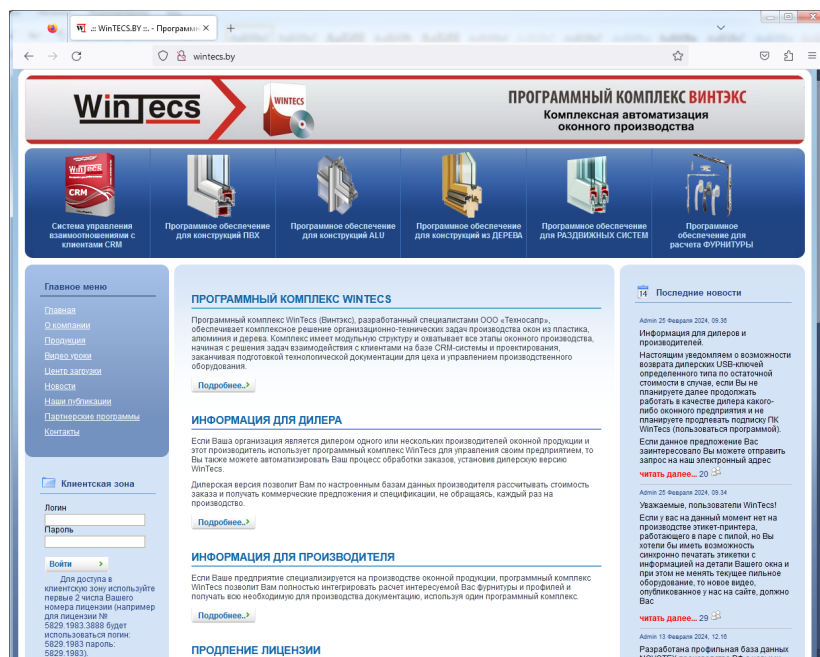 .:: WinTECS.BY ::. - Программ
wintecs.by
WinTecs
WINTECS
ПРОГРАММНЫЙ КОМПЛЕКС ВИНТЭКС
Комплексная автоматизация
оконного производства
WinTecs
CRM
Система управления
взаимоотношениями с
клиентами CRM
Программное обеспечение
для конструкций ПВХ
Программное обеспечение
для конструкций ALU
Программное обеспечение
для конструкций из ДЕРЕВА
Программное обеспечение
для РАЗДВИЖНЫХ СИСТЕМ
Программное
обеспечение для
расчета ФУРНИТУРЫ
Главное меню
Главная
О компании
Продукция
Видео уроки
Центр загрузки
Новости
Наши публикации
Партнерские программы
Контакты
Клиентская зона
Логин
Пароль
Войти >
Для доступа в
клиентскую зону используйте
первые 2 числа Вашего
номера лицензии (например
для лицензии №
5829.1983.3888 будет
использоваться логин:
5829.1983 пароль:
5829.1983).
ПРОГРАММНЫЙ КОМПЛЕКС WINTECS
Программный комплекс WinTecs (Винтэкс), разработанный специалистами ООО «Техносапр»,
обеспечивает комплексное решение организационно-технических задач производства окон из пластика,
алюминия и дерева. Комплекс имеет модульную структуру и охватывает все этапы оконного производства,
начиная с решения задач взаимодействия с клиентами на базе CRM-системы и проектирования,
заканчивая подготовкой технологической документации для цеха и управлением производственного
оборудования.
Подробнее..>
ИНФОРМАЦИЯ ДЛЯ ДИЛЕРА
Если Ваша организация является дилером одного или нескольких производителей оконной продукции и
этот производитель использует программный комплекс WinTecs для управления своим предприятием, то
Вы также можете автоматизировать Ваш процесс обработки заказов, установив дилерскую версию
WinTecs.
Дилерская версия позволит Вам по настроенным базам данных производителя рассчитывать стоимость
заказа и получать коммерческие предложения и спецификации, не обращаясь, каждый раз на
производство.
Подробнее..>
ИНФОРМАЦИЯ ДЛЯ ПРОИЗВОДИТЕЛЯ
Если Ваше предприятие специализируется на производстве оконной продукции, программный комплекс
WinTecs позволит Вам полностью интегрировать расчет интересуемой Вас фурнитуры и профилей и
получать всю необходимую для производства документацию, используя один программный комплекс.
Подробнее..>
ПРОДЛЕНИЕ ЛИЦЕНЗИИ
14 Последние новости
Admin 25 Февраля 2024, 09.36
Информация для дилеров и
производителей.
Настоящим уведомляем о возможности
возврата дилерских USB-ключей
определенного типа по остаточной
стоимости в случае, если Вы не
планируете далее продолжать
работать в качестве дилера какого-
либо оконного предприятия и не
планируете продлевать подписку ПК
WinTecs (пользоваться программой).
Если данное предложение Вас
заинтересовало Вы можете отправить
запрос на наш электронный адрес
читать далее... 20
Admin 25 Февраля 2024, 09.34
Уважаемые, пользователи WinTecs!
Если у вас на данный момент нет на
производстве этикет-принтера,
работающего в паре с пилой, но Вы
хотели бы иметь возможность
синхронно печатать этикетки с
информацией на детали Вашего окна и
при этом не менять текущее пильное
оборудование, то новое видео,
опубликованное у нас на сайте, должно
Вас
читать далее... 29
Admin 13 Февраля 2024, 12.16
Разработана профильная база данных